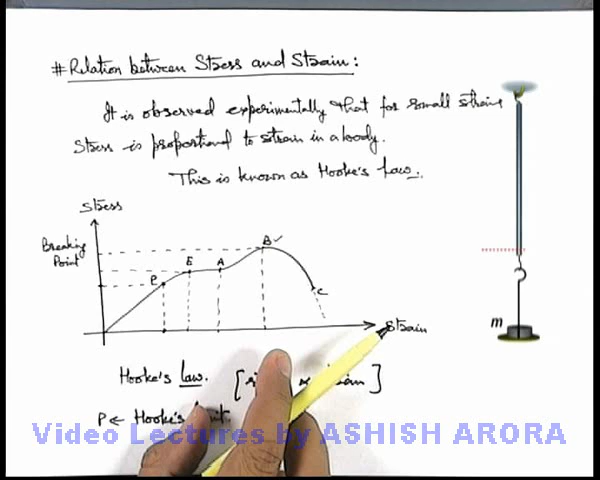 # Relation between Stress and Strain:
It is observed experimentally that for small strains
Stress is proportional to strain in a body.
This is known as Hooke's Law.
Stress
Breaking
Point
P
E
A
B ✓
C
Strain
m
Hooke's law. [ ]
P ← Hooke's
Video Lectures by ASHISH ARORA